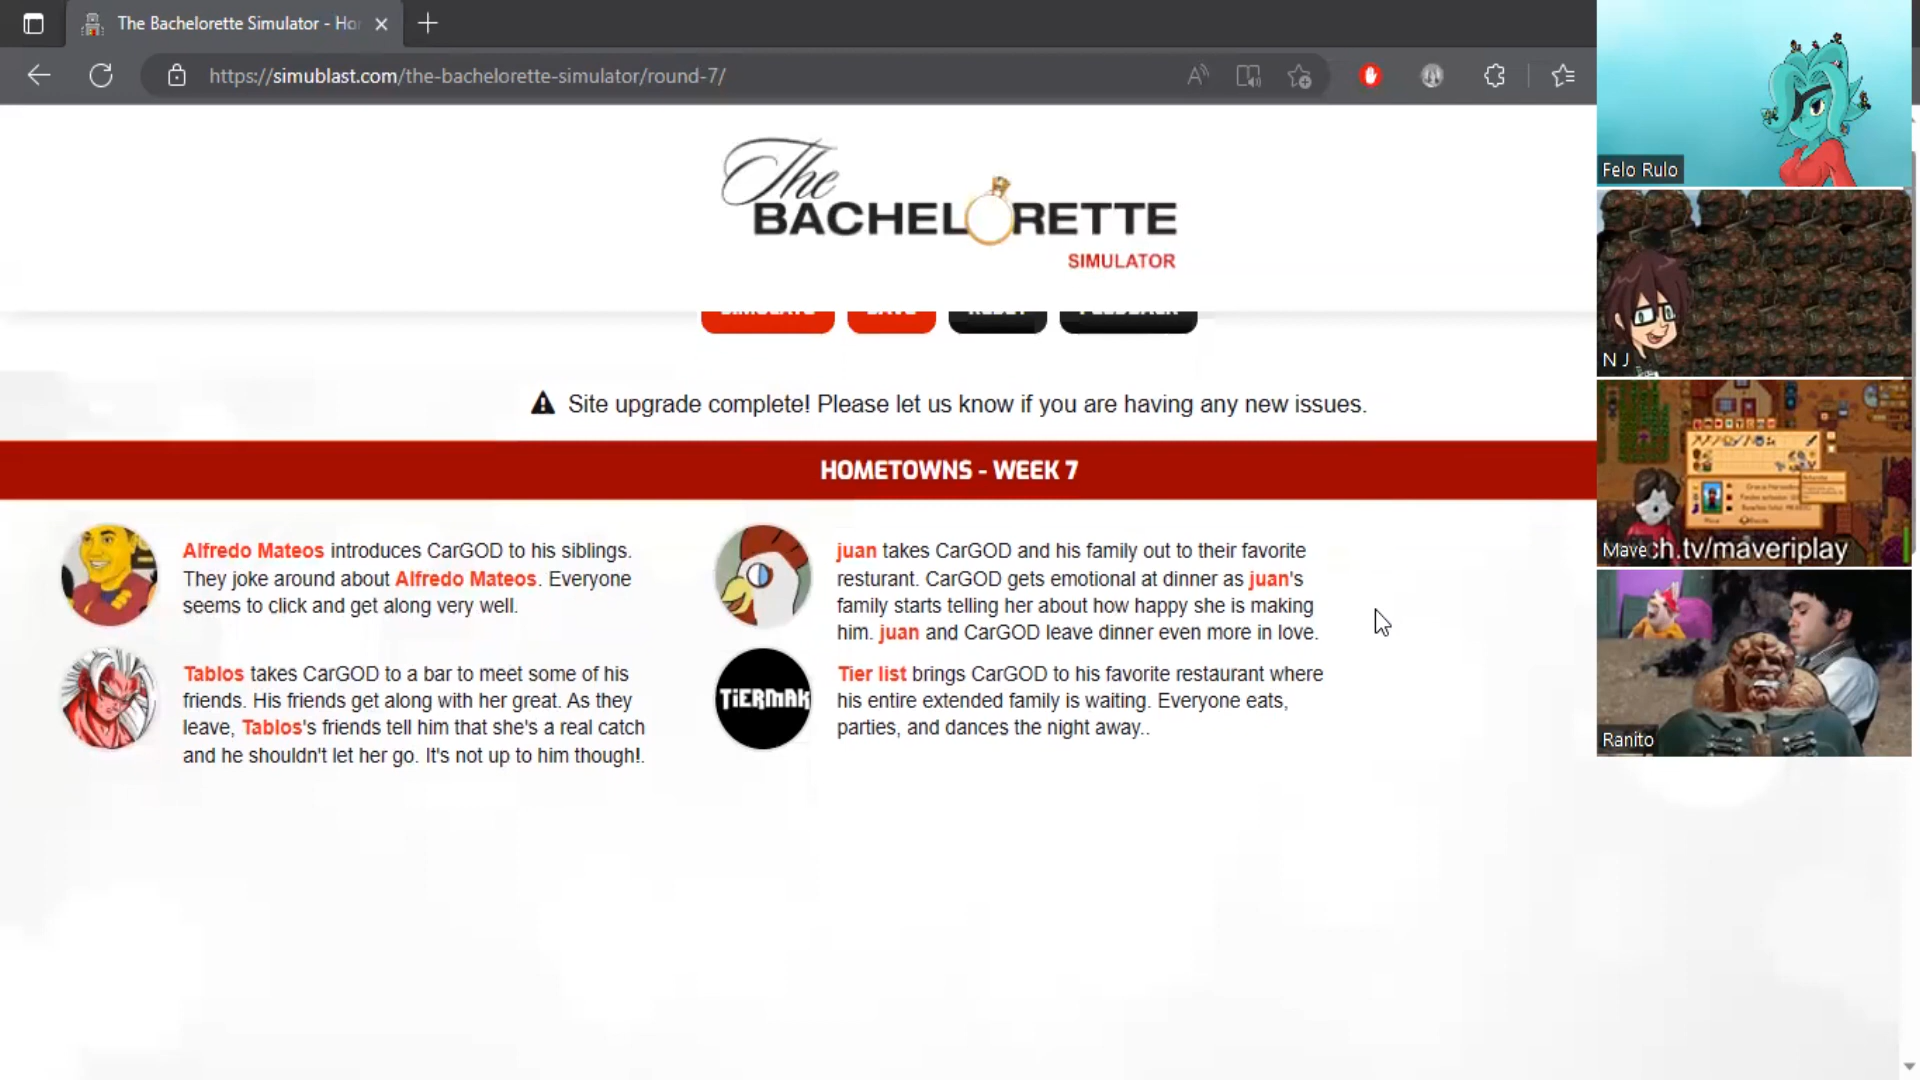 The Bachelorette Simulator - Ho
https://simublast.com/the-bachelorette-simulator/round-7/
The
BACHELORETTE
SIMULATOR
SIMULATE
SAVE
RESET
FEEDBACK
Site upgrade complete! Please let us know if you are having any new issues.
HOMETOWNS - WEEK 7
Alfredo Mateos introduces CarGOD to his siblings.
They joke around about Alfredo Mateos. Everyone
seems to click and get along very well.
juan takes CarGOD and his family out to their favorite
resturant. CarGOD gets emotional at dinner as juan's
family starts telling her about how happy she is making
him. juan and CarGOD leave dinner even more in love.
Tablos takes CarGOD to a bar to meet some of his
friends. His friends get along with her great. As they
leave, Tablos's friends tell him that she's a real catch
and he shouldn't let her go. It's not up to him though!.
TiERMAK
Tier list brings CarGOD to his favorite restaurant where
his entire extended family is waiting. Everyone eats,
parties, and dances the night away..
Felo Rulo
N J
Mave
ch.tv/maveriplay
Ranito